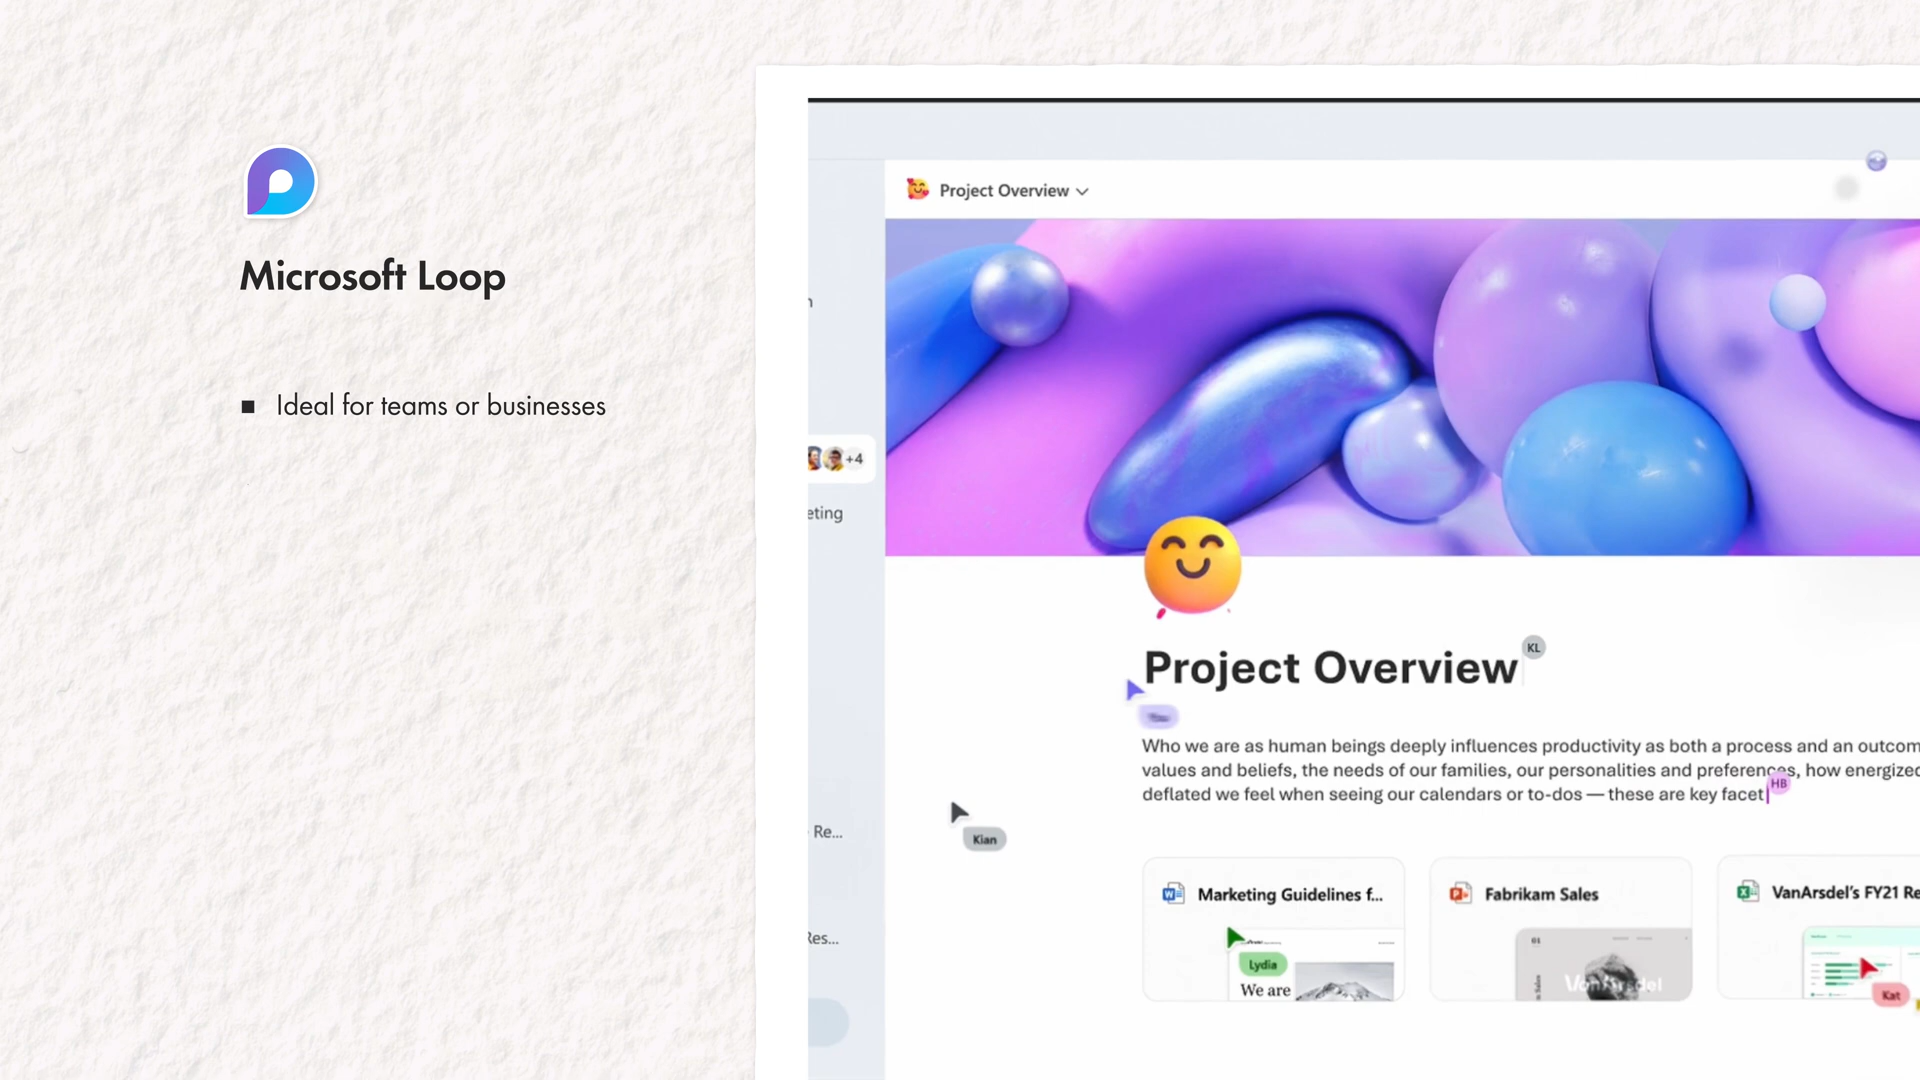 Microsoft Loop
Ideal for teams or businesses
Project Overview
+4
eting
Re...
Res...
Project Overview
KL
Who we are as human beings deeply influences productivity as both a process and an outcom
values and beliefs, the needs of our families, our personalities and preferences, how energized
deflated we feel when seeing our calendars or to-dos — these are key facet
HB
Kian
Marketing Guidelines f...
Lydia
We are
Fabrikam Sales
01
VanArsdel
VanArsdel's FY21 Re
Kat